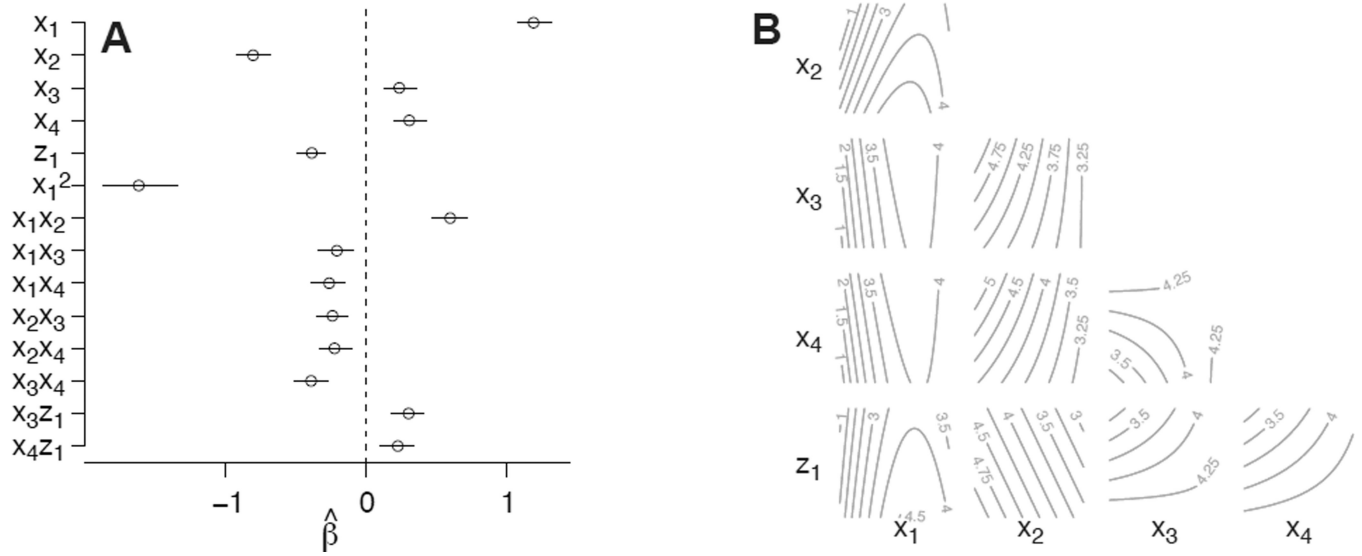 A
x1
x2
x3
x4
z1
x1²
x1x2
x1x3
x1x4
x2x3
x2x4
x3x4
x3z1
x4z1
−1 0 1
β̂
B
x2
1 3 4
x3
2 3.5 1.5 1 4
4.75 4.25 3.75 3.25
x4
2 3.5 1.5 1 4
5 4.5 4 3.5 3.25
4.25 3.5 4 4.25
z1
1 3 3.5 4 4.5
4.5 4 3.5 3 4.75
3.5 4 4.25
3.5 4
x1 x2 x3 x4